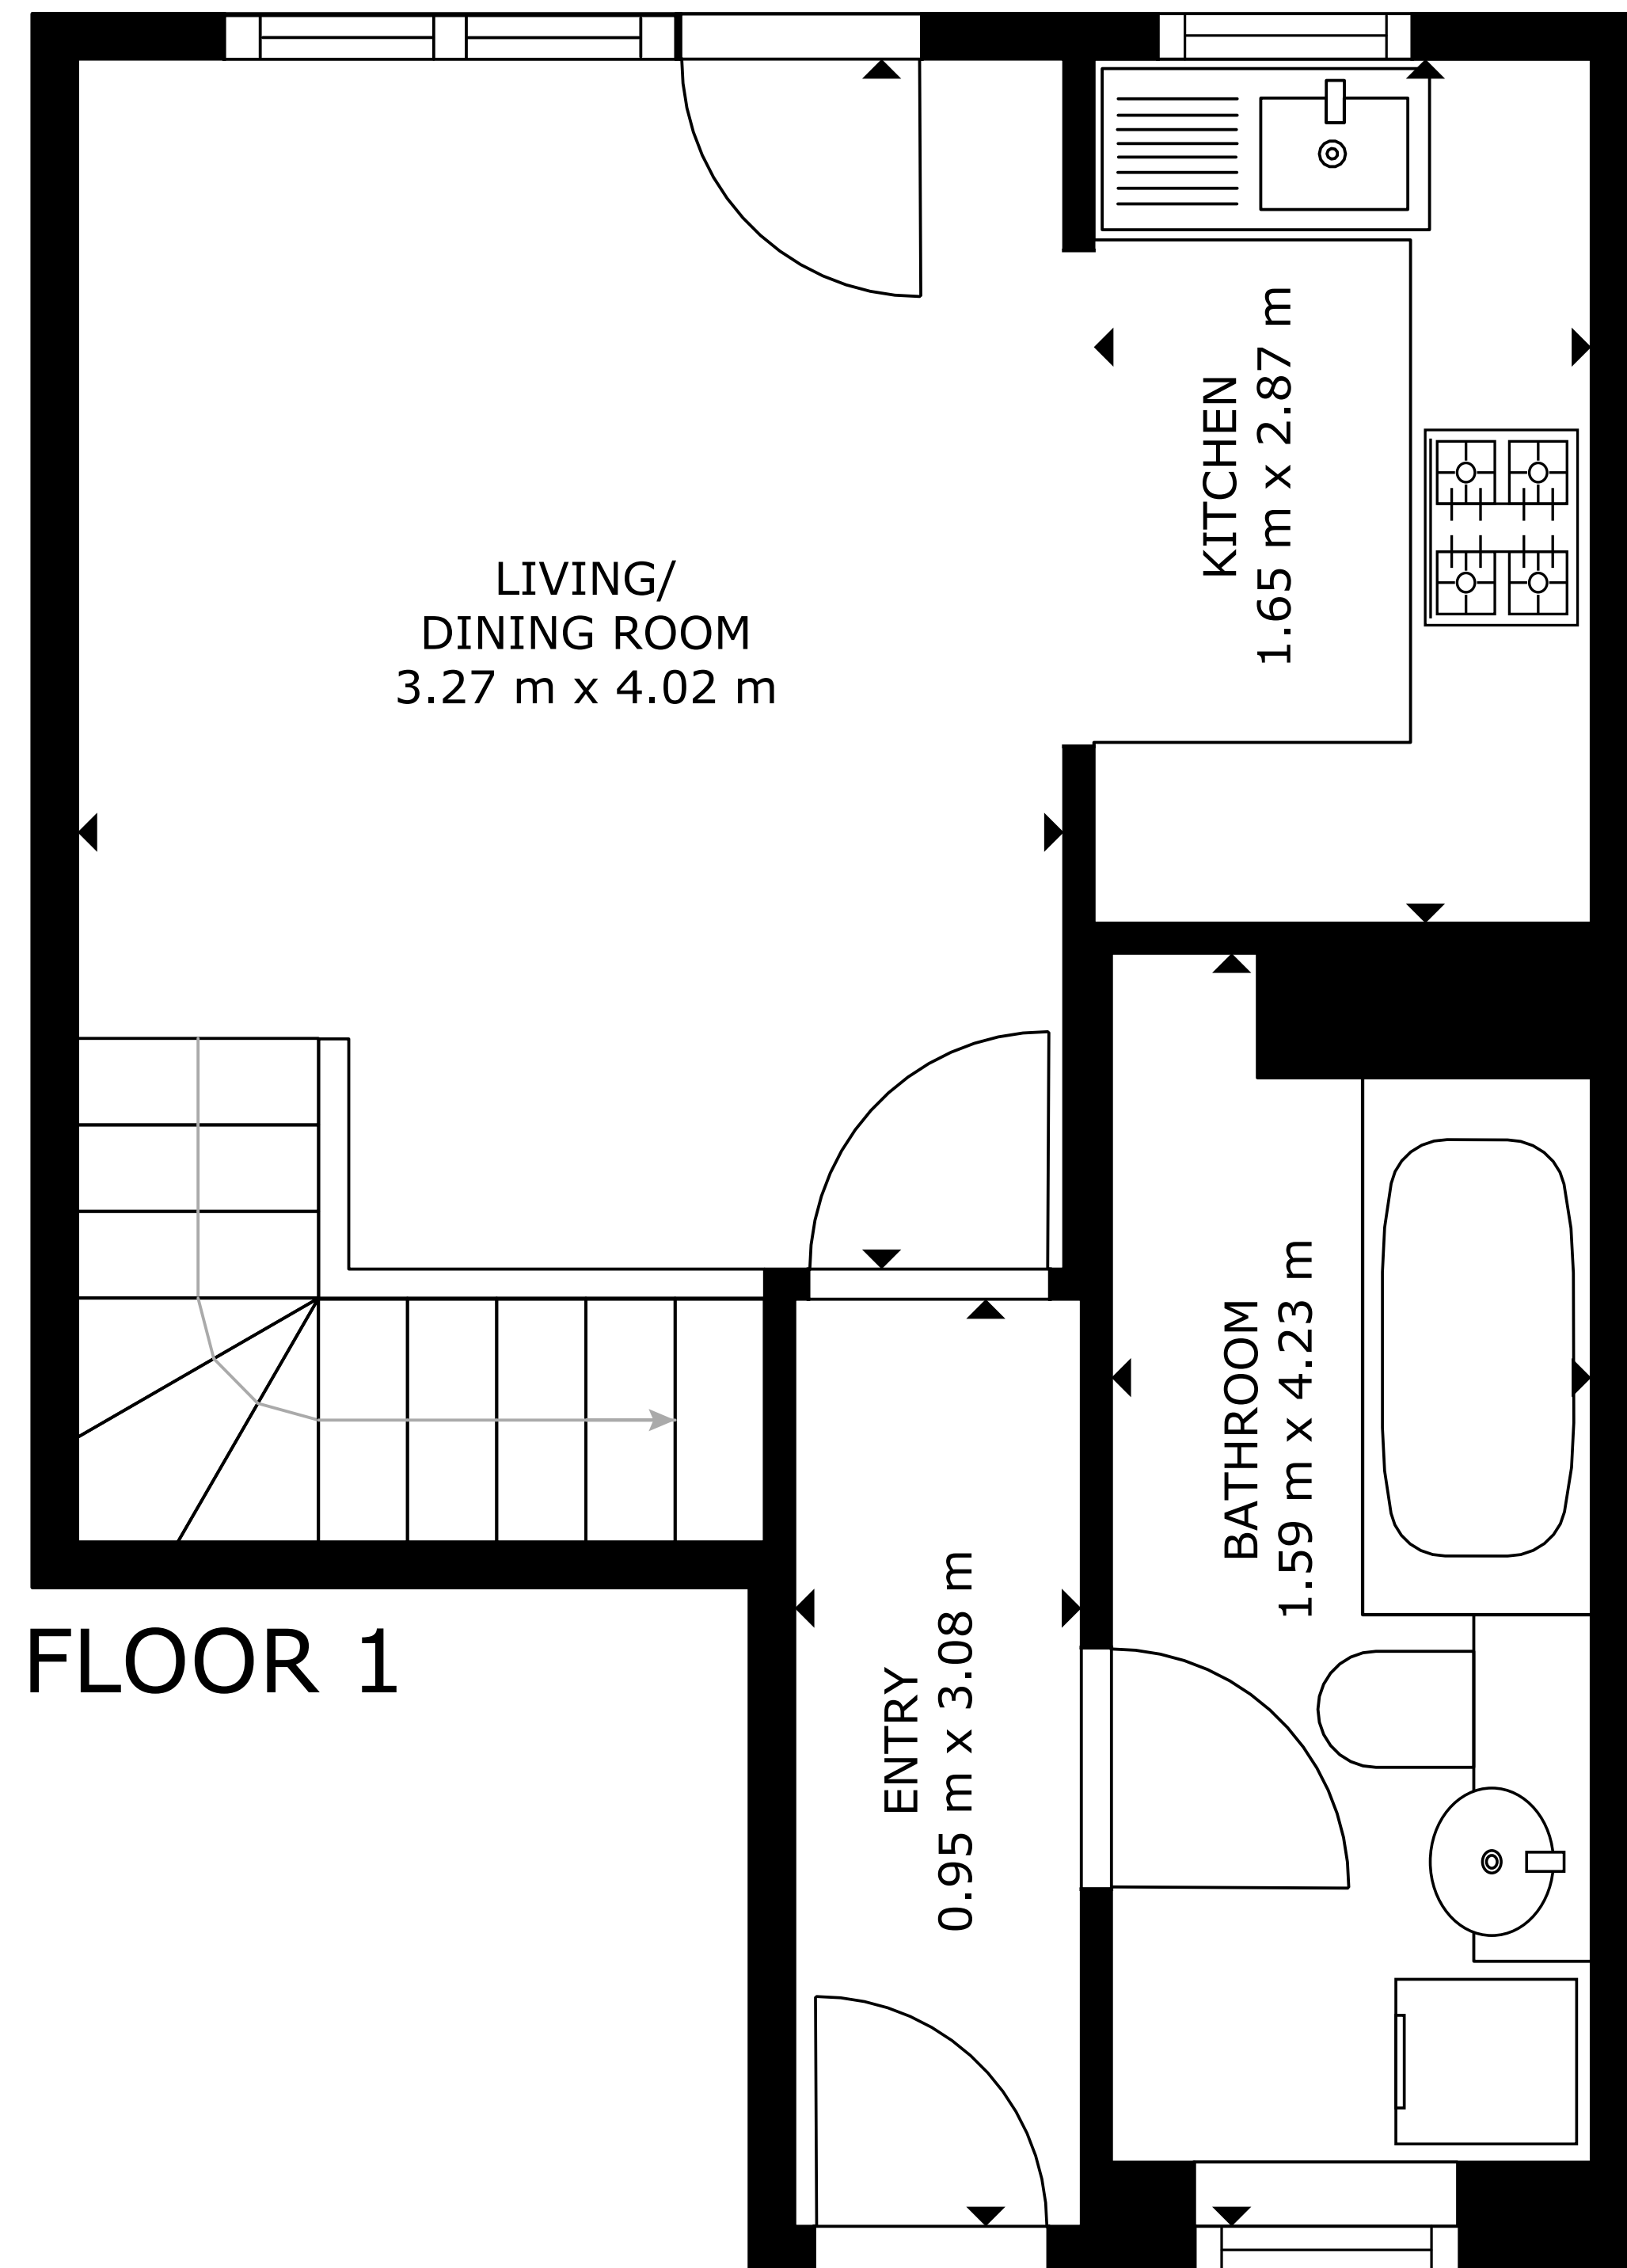 LIVING/
DINING ROOM
3.27 m x 4.02 m
KITCHEN
1.65 m x 2.87 m
BATHROOM
1.59 m x 4.23 m
ENTRY
0.95 m x 3.08 m
FLOOR 1